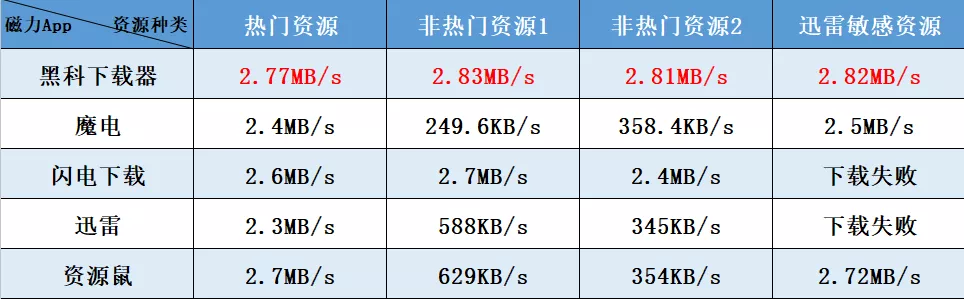 磁力App 资源种类 热门资源 非热门资源1 非热门资源2 迅雷敏感资源
黑科下载器 2.77MB/s 2.83MB/s 2.81MB/s 2.82MB/s
魔电 2.4MB/s 249.6KB/s 358.4KB/s 2.5MB/s
闪电下载 2.6MB/s 2.7MB/s 2.4MB/s 下载失败
迅雷 2.3MB/s 588KB/s 345KB/s 下载失败
资源鼠 2.7MB/s 629KB/s 354KB/s 2.72MB/s